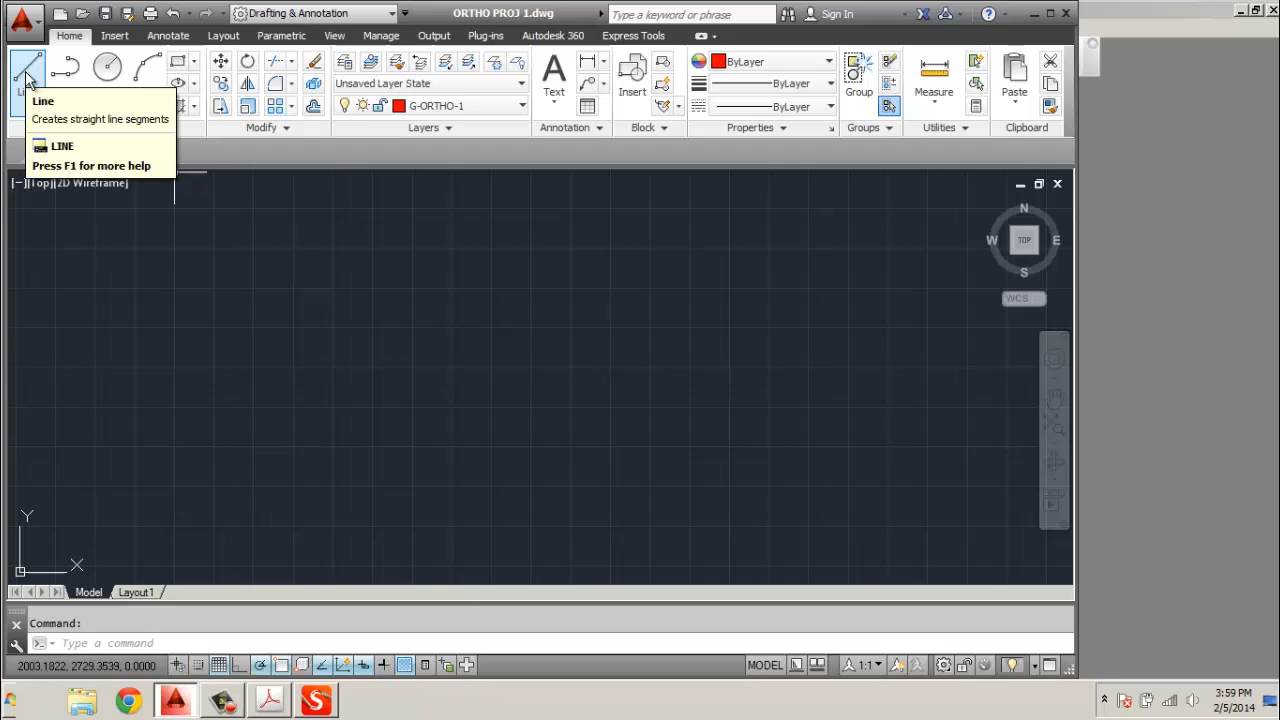 Drafting & Annotation
ORTHO PROJ 1.dwg
Type a keyword or phrase
Sign In
Home Insert Annotate Layout Parametric View Manage Output Plug-ins Autodesk 360 Express Tools
Unsaved Layer State
G-ORTHO-1
Text
Insert
ByLayer
ByLayer
ByLayer
Group
Measure
Paste
Modify
Layers
Annotation
Block
Properties
Groups
Utilities
Clipboard
Line
Creates straight line segments
LINE
Press F1 for more help
[−][Top][2D Wireframe]
N
W TOP E
S
WCS
Y
X
Model Layout1
Command:
Type a command
2003.1822, 2729.3539, 0.0000
MODEL
1:1
3:59 PM
2/5/2014